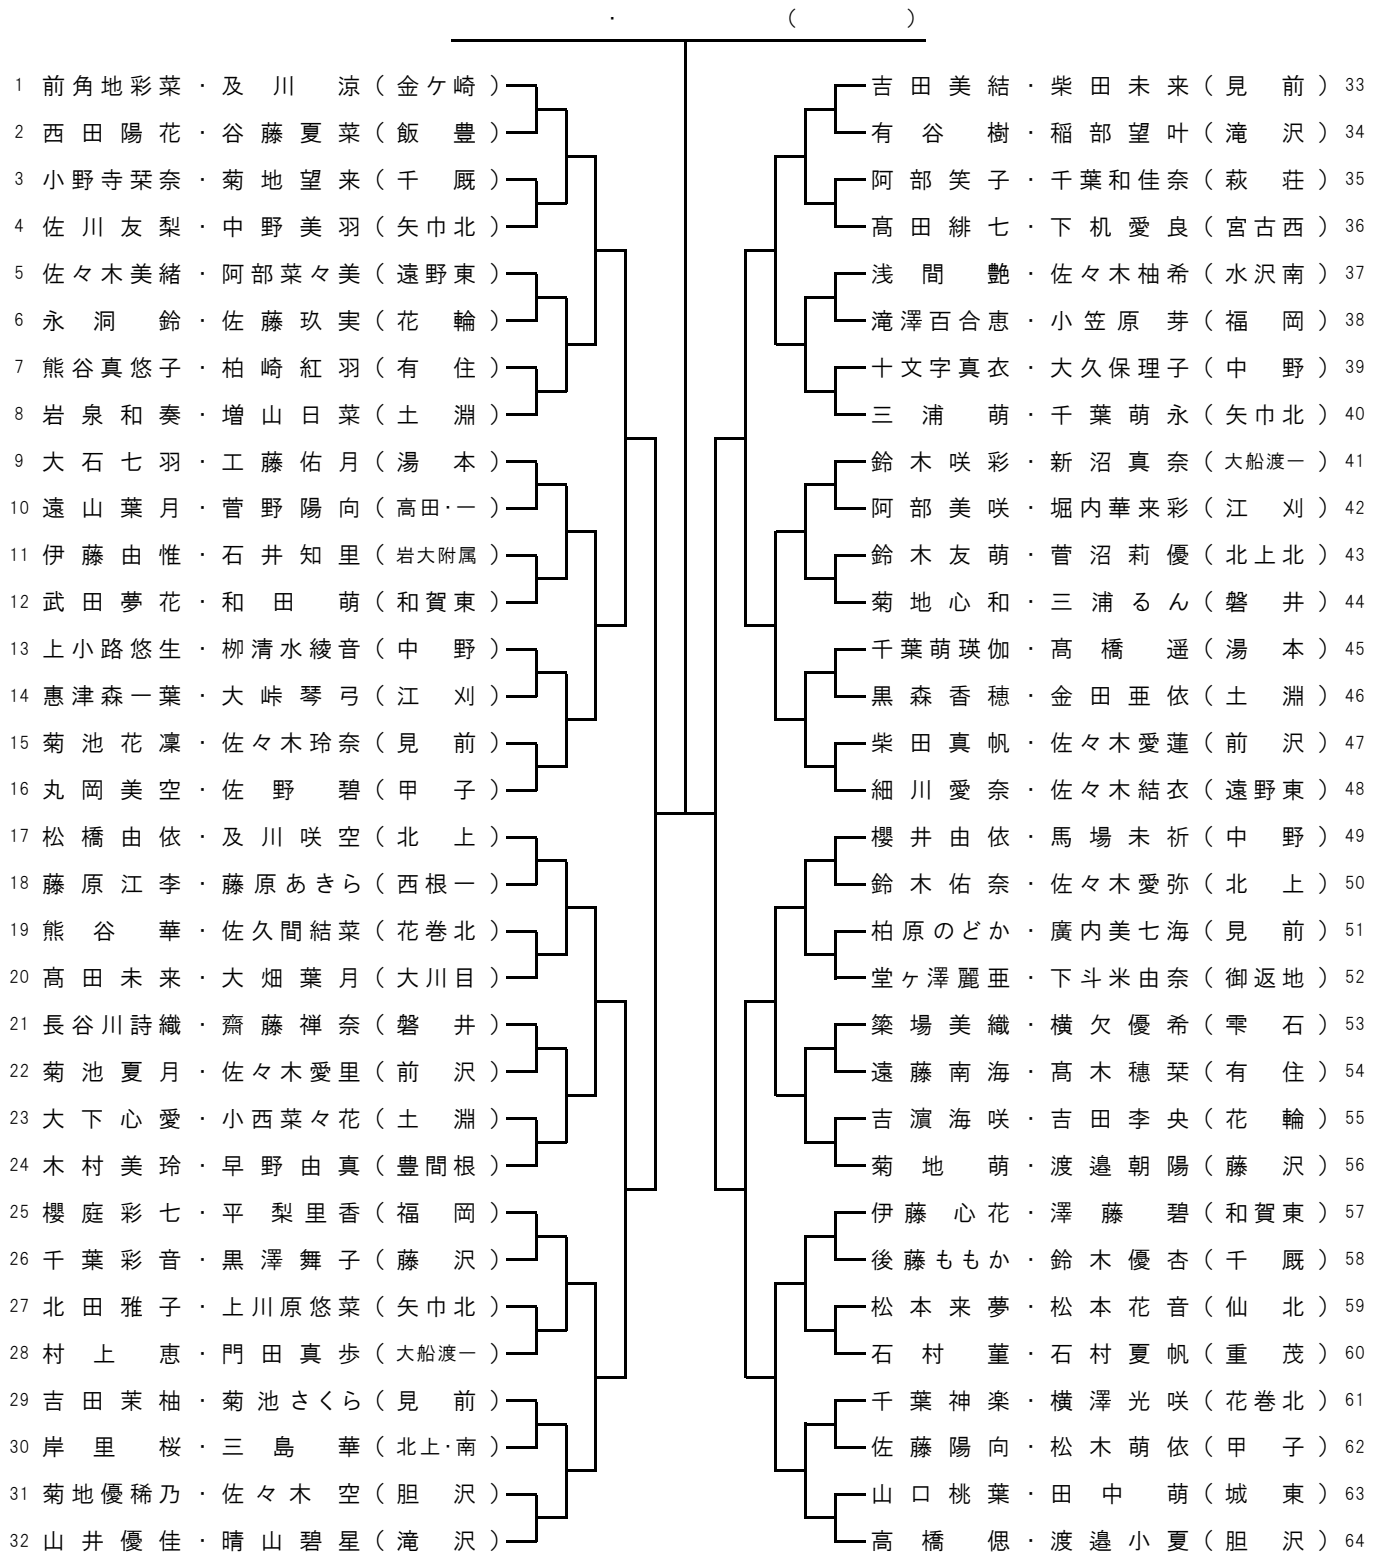 ・ ( )
1 前角地彩菜・及川涼(金ケ崎)
2 西田陽花・谷藤夏菜(飯豊)
3 小野寺栞奈・菊地望来(千厩)
4 佐川友梨・中野美羽(矢巾北)
5 佐々木美緒・阿部菜々美(遠野東)
6 永洞鈴・佐藤玖実(花輪)
7 熊谷真悠子・柏崎紅羽(有住)
8 岩泉和奏・増山日菜(土淵)
9 大石七羽・工藤佑月(湯本)
10 遠山葉月・菅野陽向(高田・一)
11 伊藤由惟・石井知里(岩大附属)
12 武田夢花・和田萌(和賀東)
13 上小路悠生・栁清水綾音(中野)
14 惠津森一葉・大峠琴弓(江刈)
15 菊池花凜・佐々木玲奈(見前)
16 丸岡美空・佐野碧(甲子)
17 松橋由依・及川咲空(北上)
18 藤原江李・藤原あきら(西根一)
19 熊谷華・佐久間結菜(花巻北)
20 髙田未来・大畑葉月(大川目)
21 長谷川詩織・齋藤禅奈(磐井)
22 菊池夏月・佐々木愛里(前沢)
23 大下心愛・小西菜々花(土淵)
24 木村美玲・早野由真(豊間根)
25 櫻庭彩七・平梨里香(福岡)
26 千葉彩音・黒澤舞子(藤沢)
27 北田雅子・上川原悠菜(矢巾北)
28 村上恵・門田真歩(大船渡一)
29 吉田茉柚・菊池さくら(見前)
30 岸里桜・三島華(北上・南)
31 菊地優稀乃・佐々木空(胆沢)
32 山井優佳・晴山碧星(滝沢)
吉田美結・柴田未来(見前) 33
有谷樹・稲部望叶(滝沢) 34
阿部笑子・千葉和佳奈(萩荘) 35
髙田緋七・下机愛良(宮古西) 36
浅間艶・佐々木柚希(水沢南) 37
滝澤百合恵・小笠原芽(福岡) 38
十文字真衣・大久保理子(中野) 39
三浦萌・千葉萌永(矢巾北) 40
鈴木咲彩・新沼真奈(大船渡一) 41
阿部美咲・堀内華来彩(江刈) 42
鈴木友萌・菅沼莉優(北上北) 43
菊地心和・三浦るん(磐井) 44
千葉萌瑛伽・髙橋遥(湯本) 45
黒森香穂・金田亜依(土淵) 46
柴田真帆・佐々木愛蓮(前沢) 47
細川愛奈・佐々木結衣(遠野東) 48
櫻井由依・馬場未祈(中野) 49
鈴木佑奈・佐々木愛弥(北上) 50
柏原のどか・廣内美七海(見前) 51
堂ヶ澤麗亜・下斗米由奈(御返地) 52
簗場美織・横欠優希(雫石) 53
遠藤南海・髙木穂栞(有住) 54
吉濵海咲・吉田李央(花輪) 55
菊地萌・渡邉朝陽(藤沢) 56
伊藤心花・澤藤碧(和賀東) 57
後藤ももか・鈴木優杏(千厩) 58
松本来夢・松本花音(仙北) 59
石村菫・石村夏帆(重茂) 60
千葉神楽・横澤光咲(花巻北) 61
佐藤陽向・松木萌依(甲子) 62
山口桃葉・田中萌(城東) 63
高橋偲・渡邉小夏(胆沢) 64